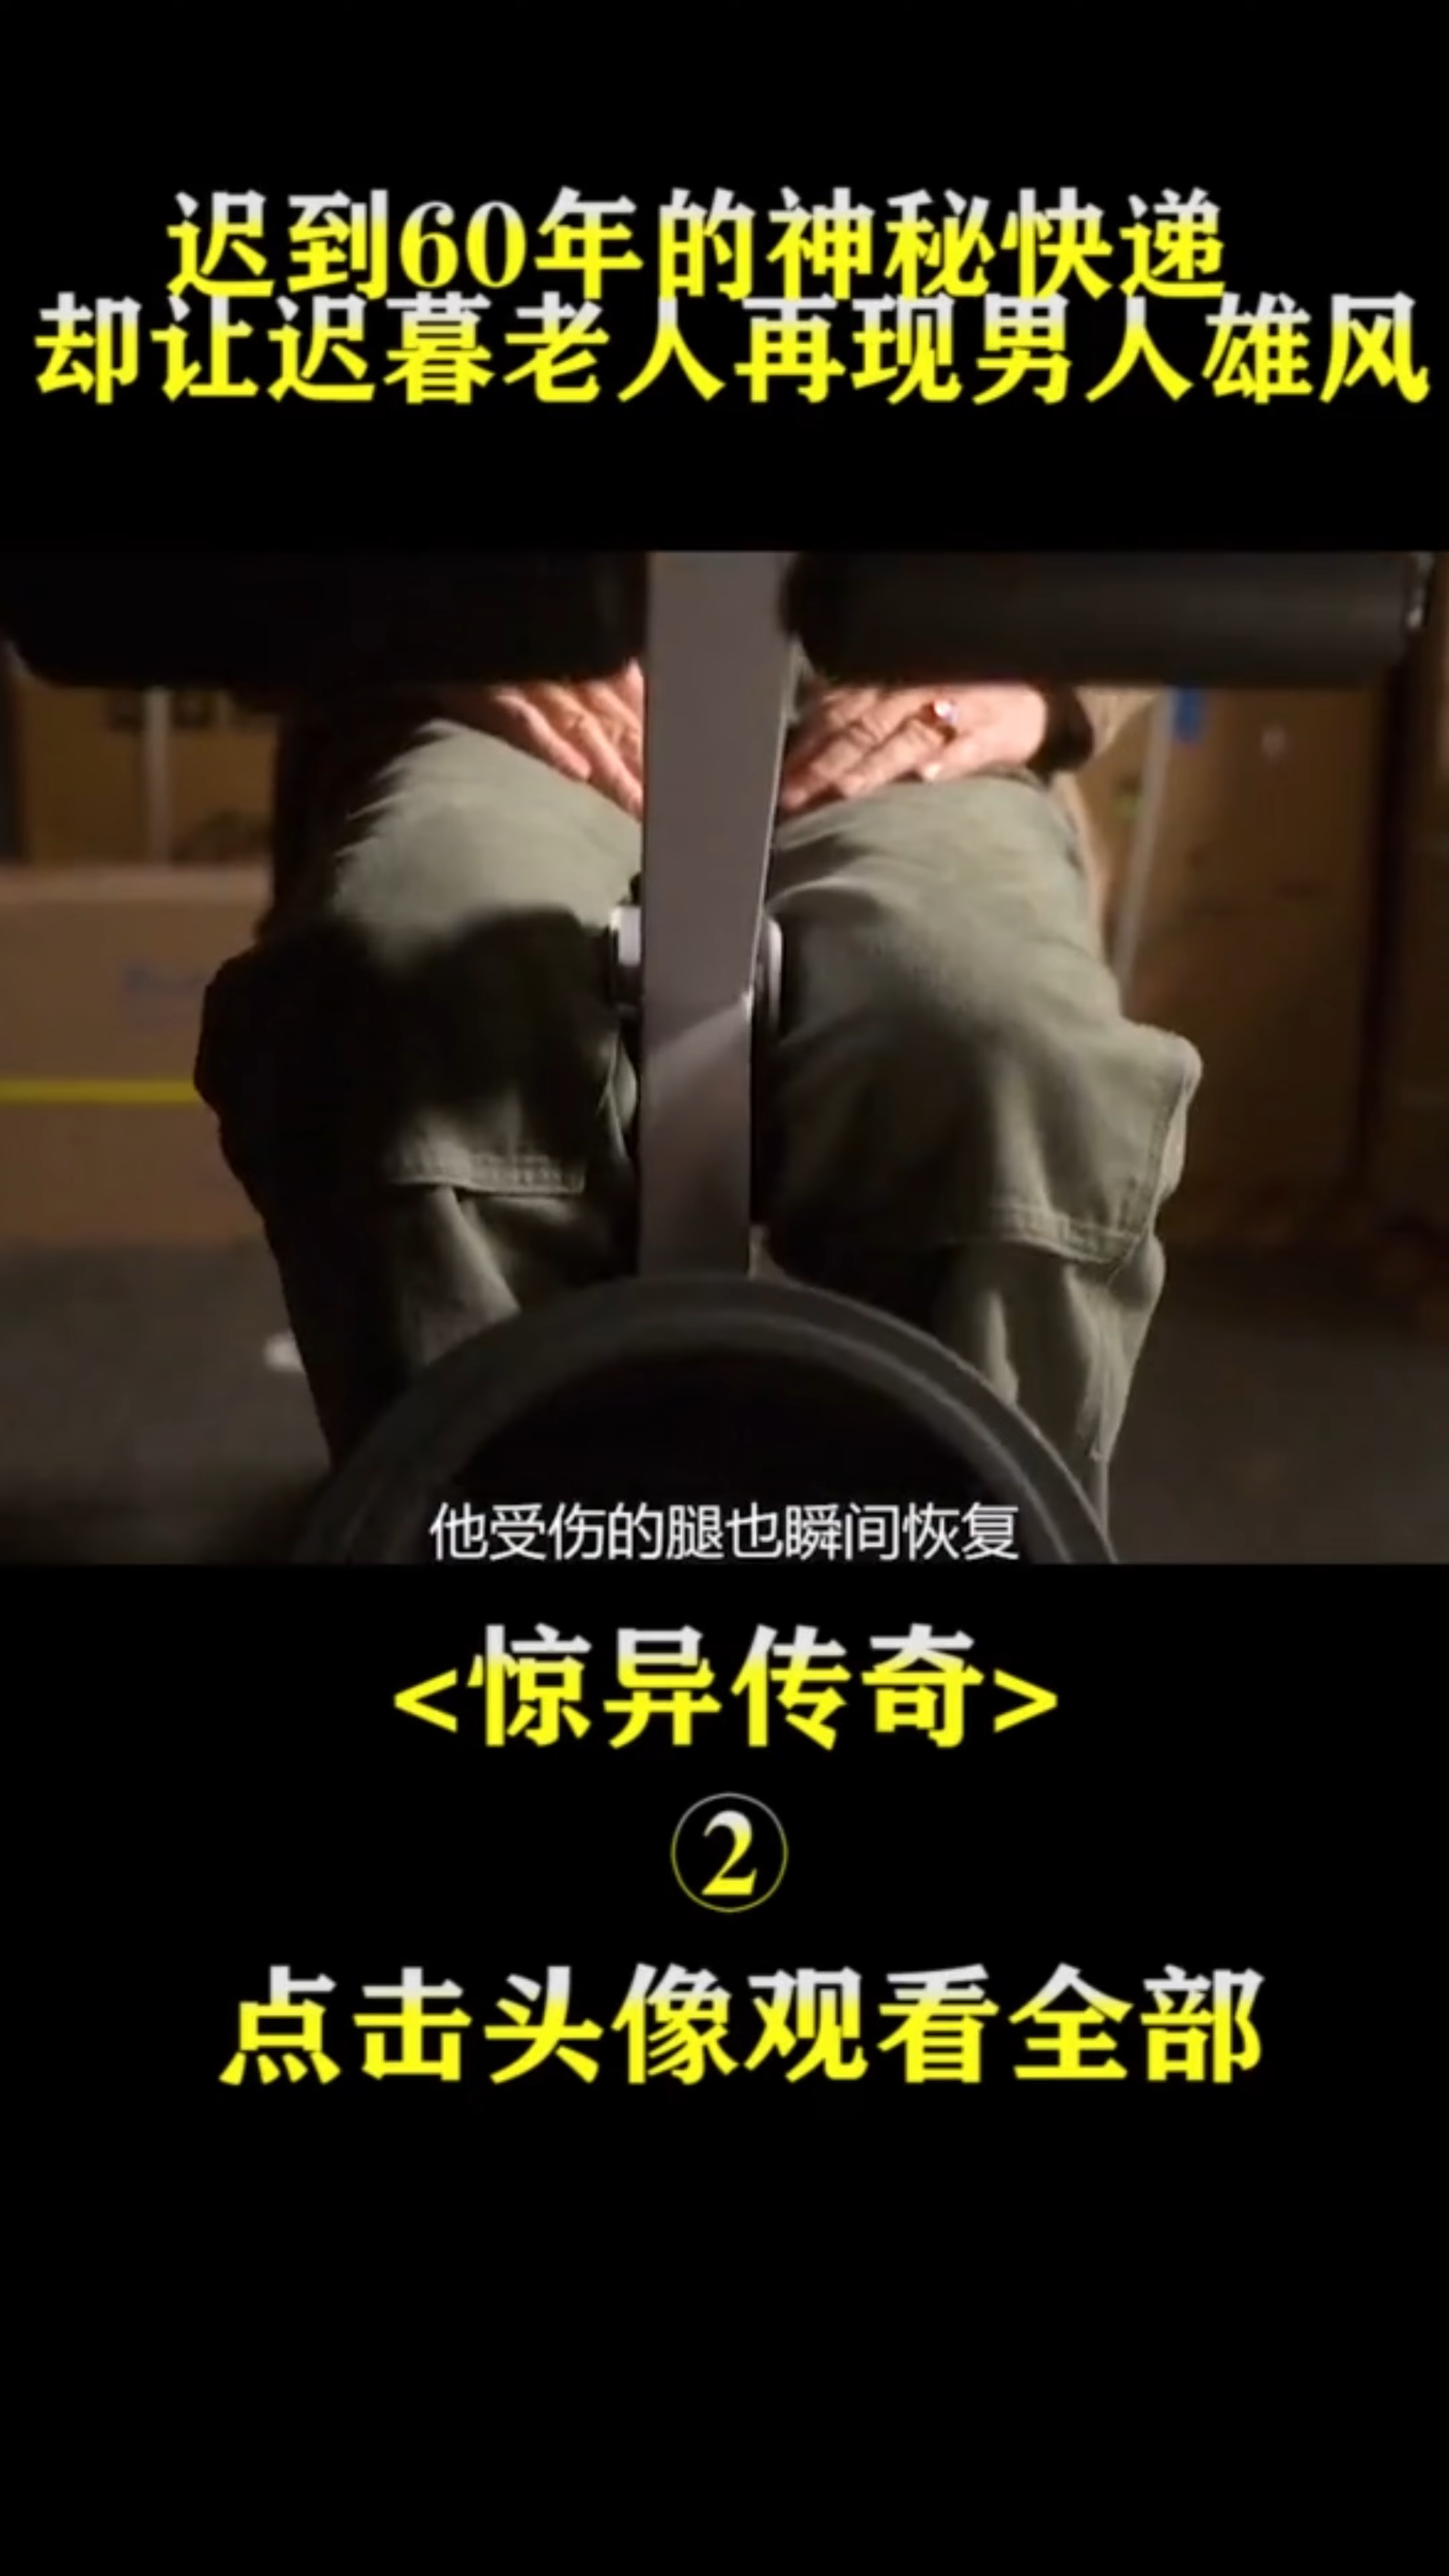 迟到60年的神秘快递
却让迟暮老人再现男人雄风
他受伤的腿也瞬间恢复
<惊异传奇>
②
点击头像观看全部